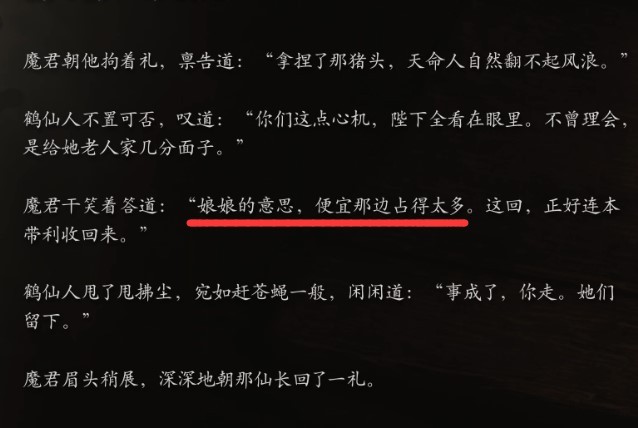 魔君朝他拘着礼，禀告道：“拿捏了那猪头，天命人自然翻不起风浪。”
鹤仙人不置可否，叹道：“你们这点心机，陛下全看在眼里。不曾理会，
是给她老人家几分面子。”
魔君干笑着答道：“娘娘的意思，便宜那边占得太多。这回，正好连本
带利收回来。”
鹤仙人甩了甩拂尘，宛如赶苍蝇一般，闲闲道：“事成了，你走。她们
留下。”
魔君眉头稍展，深深地朝那仙长回了一礼。